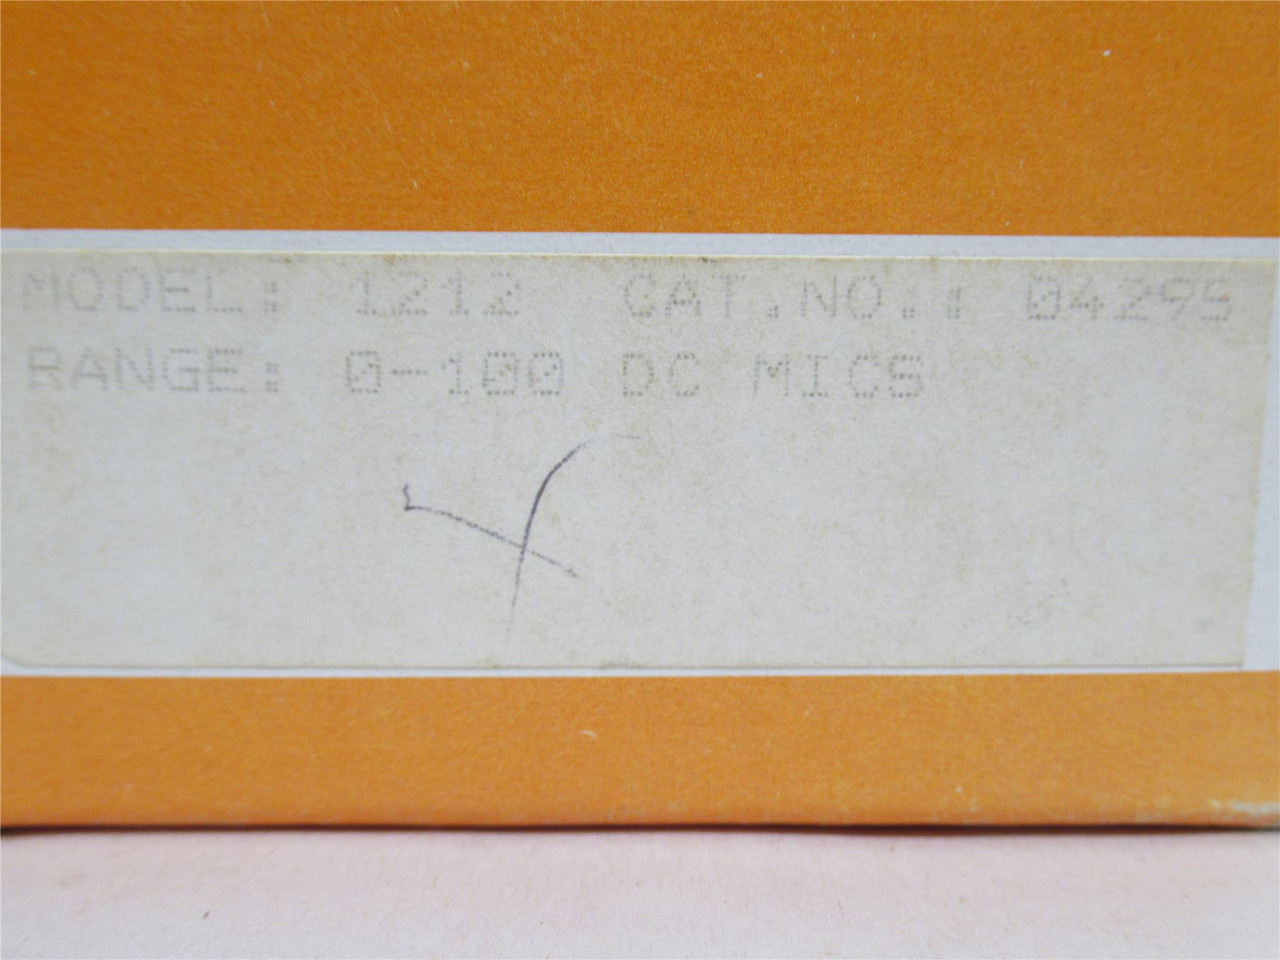 MODEL: 1212 CAT.NO.: 04295
RANGE: 0-100 DC MICS